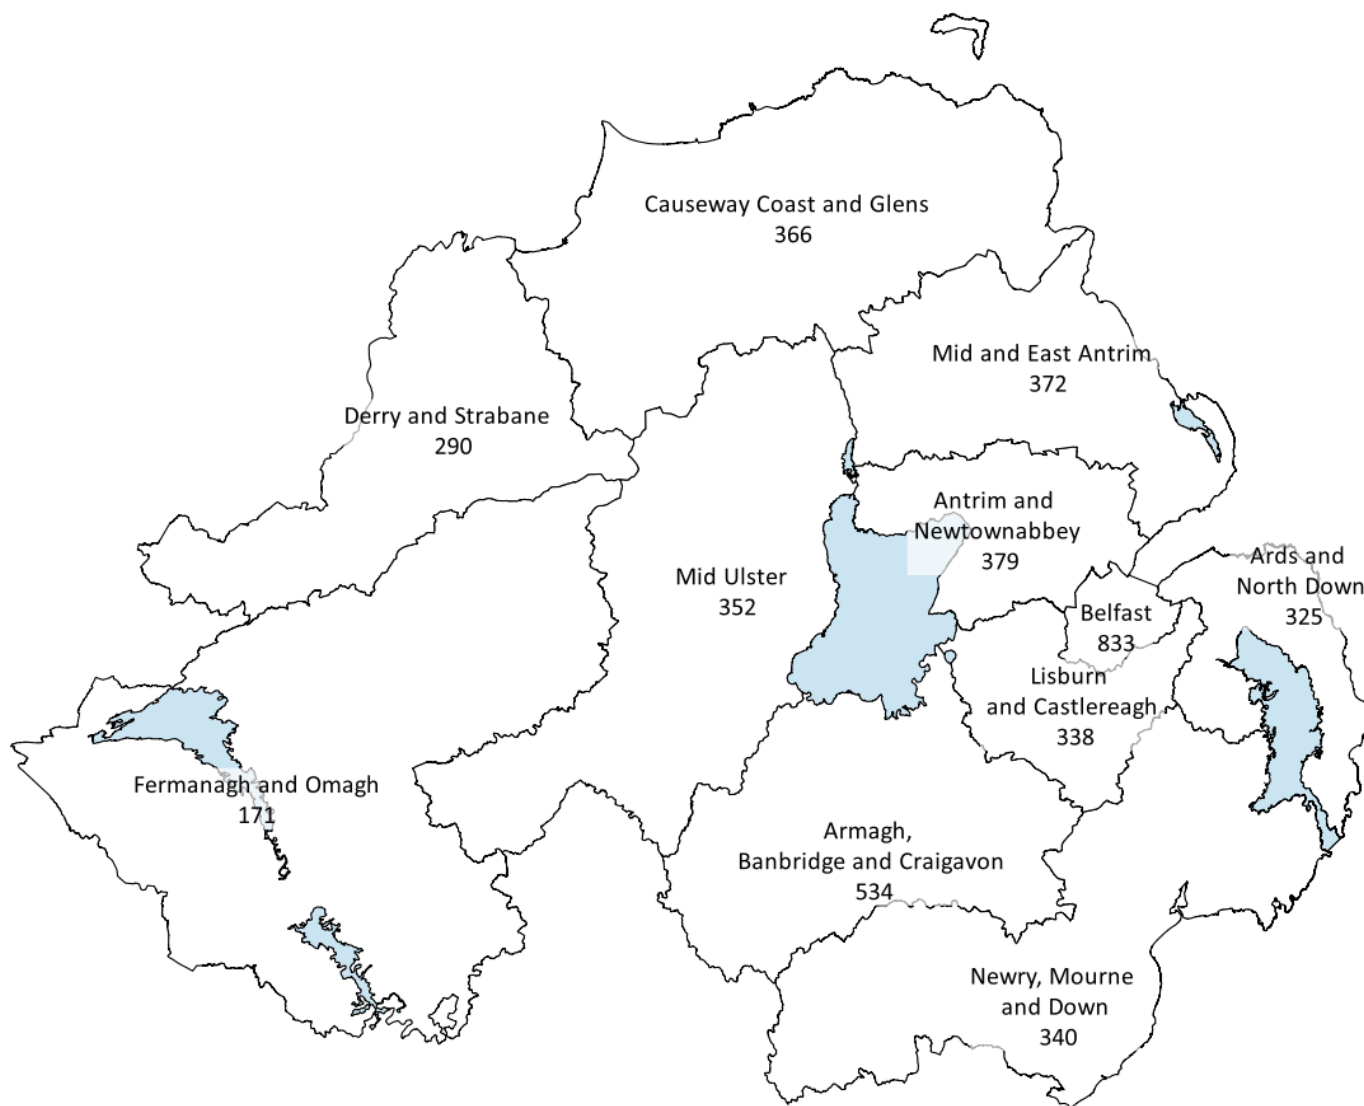 Causeway Coast and Glens
366
Mid and East Antrim
372
Derry and Strabane
290
Antrim and
Newtownabbey
379
Ards and
North Down
325
Mid Ulster
352
Belfast
833
Lisburn
and Castlereagh
338
Fermanagh and Omagh
171
Armagh,
Banbridge and Craigavon
534
Newry, Mourne
and Down
340